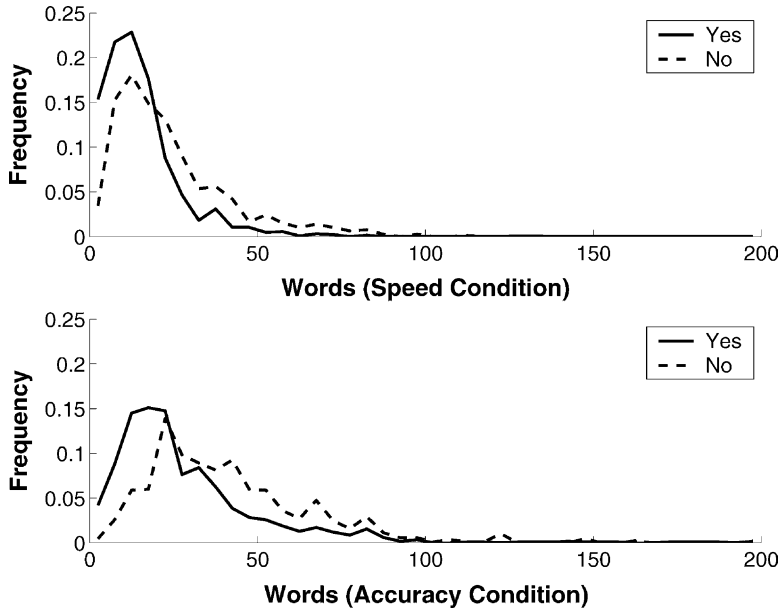 0.25
0.2
0.15
0.1
0.05
0
Frequency
Yes
No
0 50 100 150 200
Words (Speed Condition)
0.25
0.2
0.15
0.1
0.05
0
Frequency
Yes
No
0 50 100 150 200
Words (Accuracy Condition)